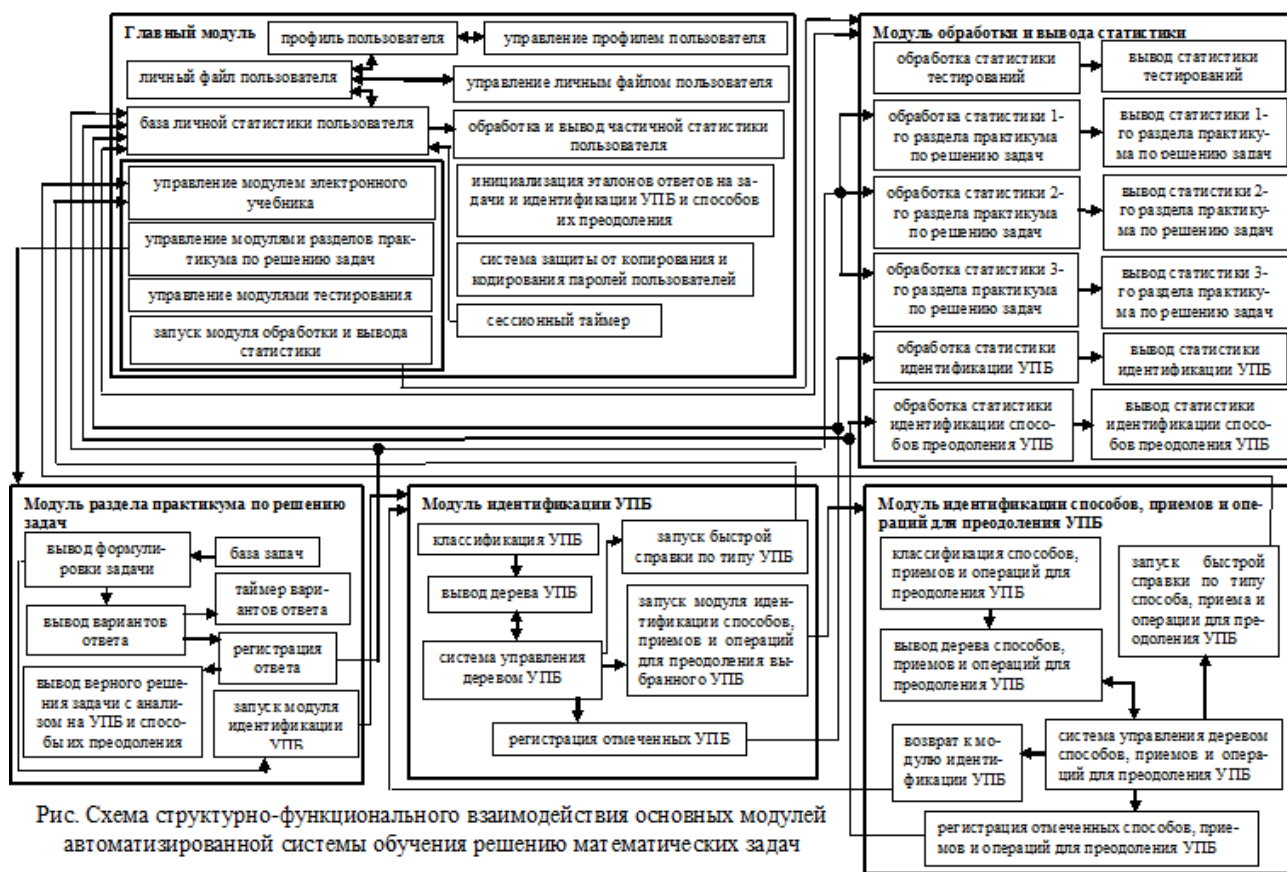 Главный модуль
профиль пользователя
управление профилем пользователя
личный файл пользователя
управление личным файлом пользователя
база личной статистики пользователя
обработка и вывод частичной статистики
пользователя
управление модулем электронного
учебника
инициализация эталонов ответов на за-
дачи и идентификации УПБ и способов
их преодоления
управление модулями разделов прак-
тикума по решению задач
система защиты от копирования и
кодирования паролей пользователей
управление модулями тестирования
сессионный таймер
запуск модуля обработки и вывода
статистики
Модуль обработки и вывода статистики
обработка статистики
тестирований
вывод статистики
тестирований
обработка статистики 1-
го раздела практикума
по решению задач
вывод статистики 1-
го раздела практику-
ма по решению задач
обработка статистики 2-
го раздела практикума
по решению задач
вывод статистики 2-
го раздела практику-
ма по решению задач
обработка статистики 3-
го раздела практикума
по решению задач
вывод статистики 3-
го раздела практику-
ма по решению задач
обработка статистики
идентификации УПБ
вывод статистики
идентификации УПБ
обработка статистики
идентификации спосо-
бов преодоления УПБ
вывод статистики
идентификации спосо-
бов преодоления УПБ
Модуль раздела практикума по решению
задач
вывод формули-
ровки задачи
база задач
таймер вари-
антов ответа
вывод вариантов
ответа
регистрация
ответа
вывод верного реше-
ния задачи с анали-
зом на УПБ и спосо-
бы их преодоления
запуск модуля
идентификации
УПБ
Модуль идентификации УПБ
классификация УПБ
запуск быстрой
справки по типу УПБ
вывод дерева УПБ
запуск модуля иден-
тификации способов,
приемов и операций
для преодоления вы-
бранного УПБ
система управления
деревом УПБ
регистрация отмеченных УПБ
Модуль идентификации способов, приемов и опе-
раций для преодоления УПБ
классификация способов,
приемов и операций для
преодоления УПБ
запуск быстрой
справки по типу
способа, приема и
операции для пре-
одоления УПБ
вывод дерева способов,
приемов и операций для
преодоления УПБ
возврат к мо-
дулю иденти-
фикации УПБ
система управления деревом
способов, приемов и опера-
ций для преодоления УПБ
регистрация отмеченных способов, прие-
мов и операций для преодоления УПБ
Рис. Схема структурно-функционального взаимодействия основных модулей
автоматизированной системы обучения решению математических задач